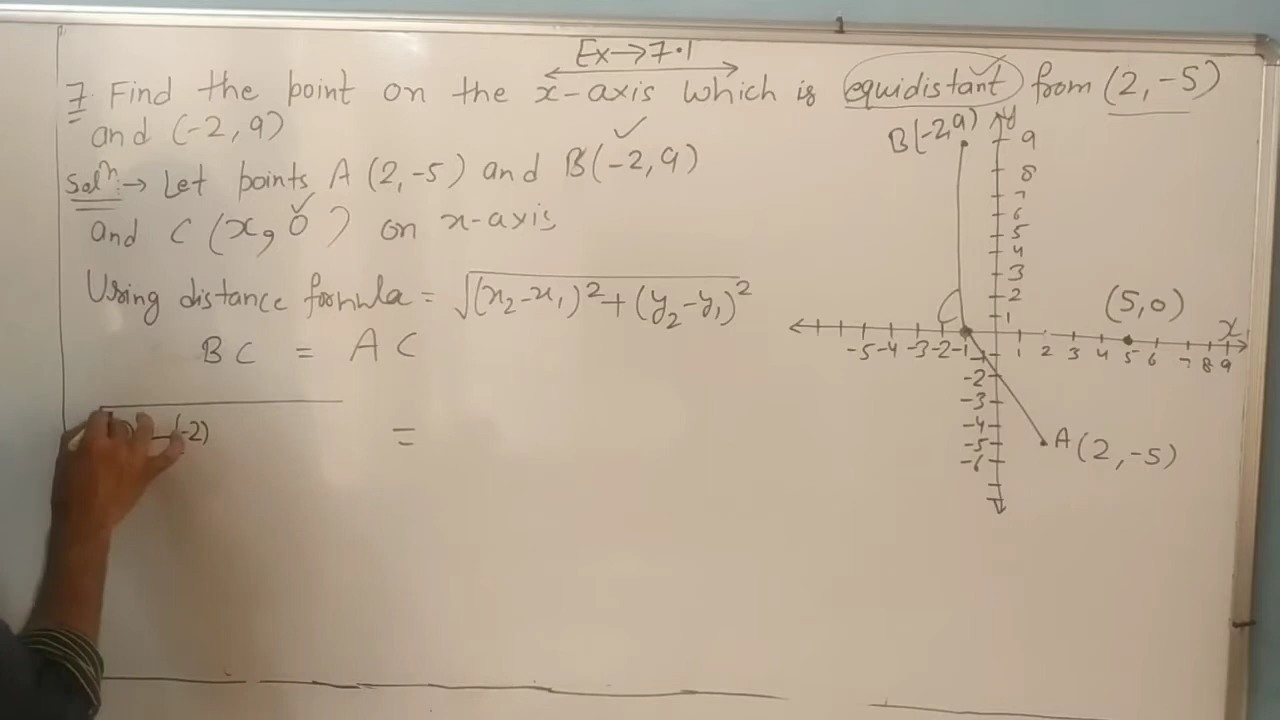 Ex→7.1
7. Find the point on the x-axis which is equidistant from (2,-5)
and (-2,9)
Solⁿ:→ Let points A (2,-5) and B(-2,9)
and C (x, 0) on x-axis
Using distance formula = √(x₂-x₁)²+(y₂-y₁)²
BC = AC
-(-2) =
B(-2,9) y
9
8
7
6
5
4
3
2
1
C (5,0) x
-5 -4 -3 -2 -1 1 2 3 4 5 6 7 8 9
-2
-3
-4
-5
-6
A(2,-5)